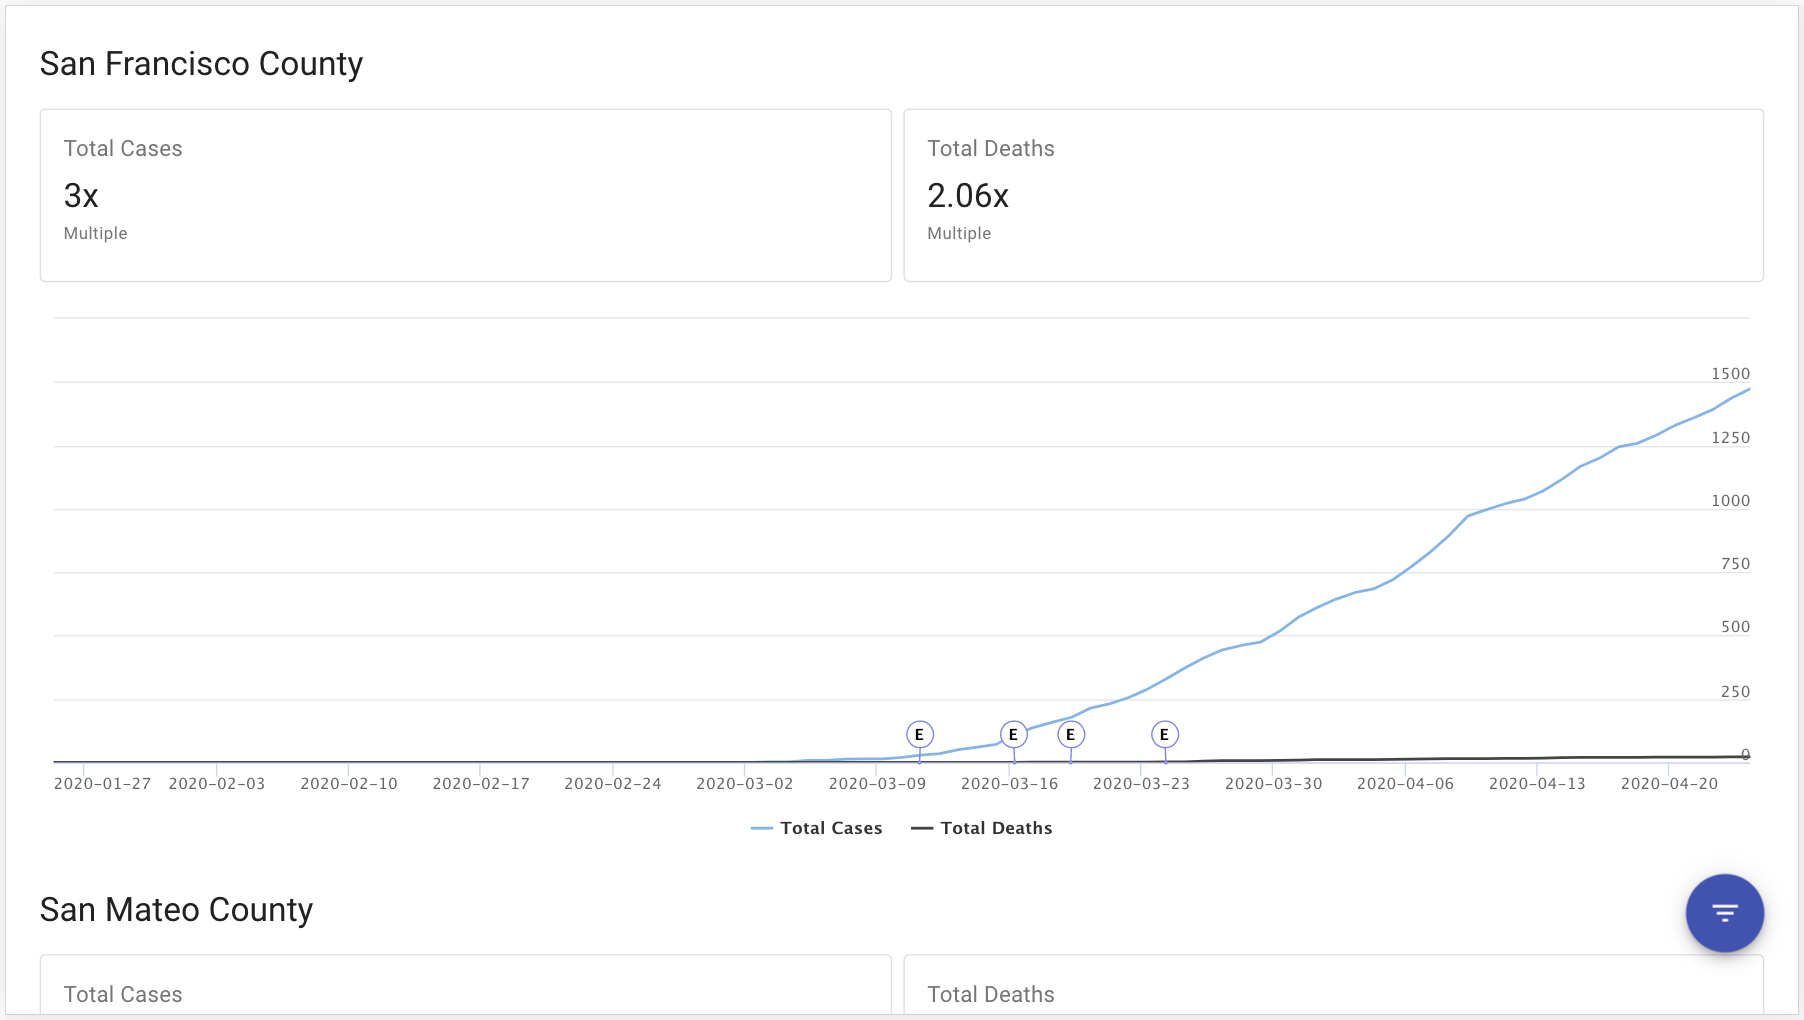 San Francisco County
Total Cases
3x
Multiple
Total Deaths
2.06x
Multiple
1500
1250
1000
750
500
250
0
E E E E
2020-01-27 2020-02-03 2020-02-10 2020-02-17 2020-02-24 2020-03-02 2020-03-09 2020-03-16 2020-03-23 2020-03-30 2020-04-06 2020-04-13 2020-04-20
Total Cases Total Deaths
San Mateo County
Total Cases
Total Deaths